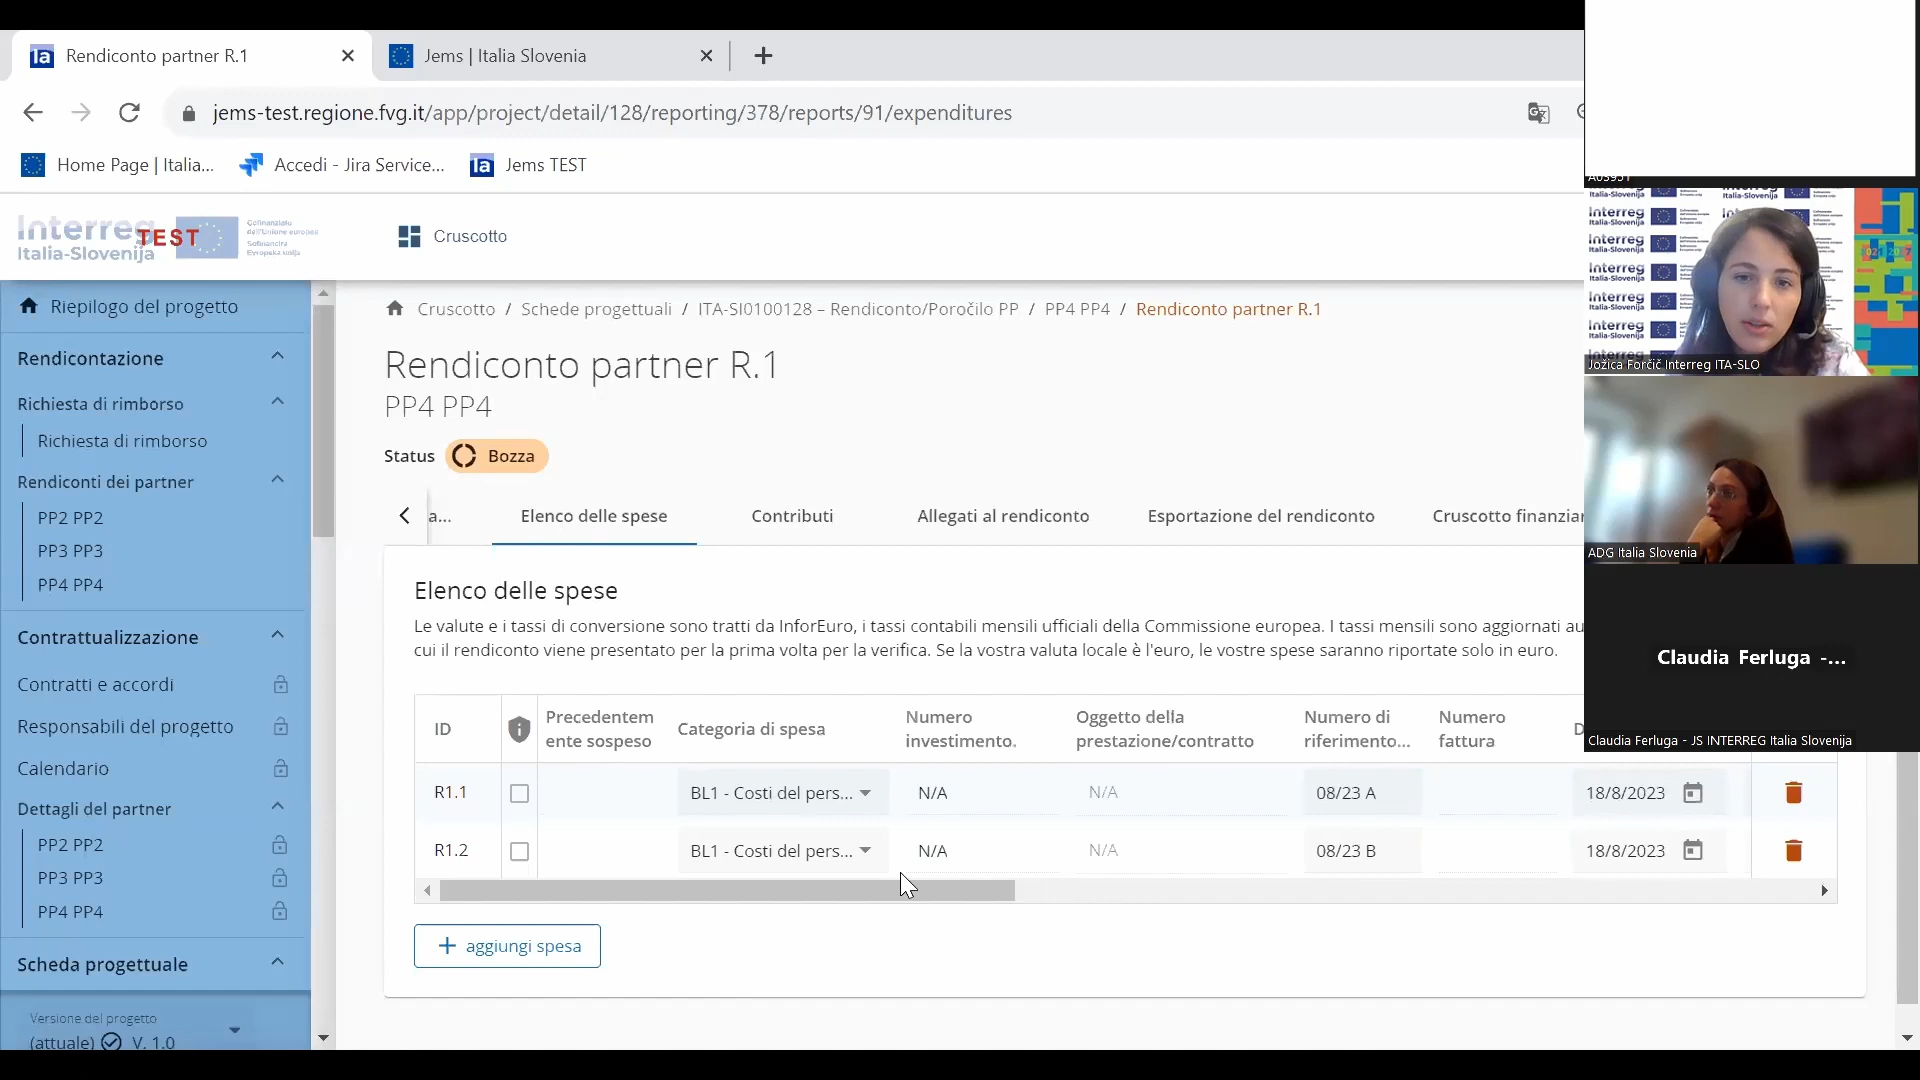 Rendiconto partner R.1
Jems | Italia Slovenia
jems-test.regione.fvg.it/app/project/detail/128/reporting/378/reports/91/expenditures
Home Page | Italia...
Accedi - Jira Service...
Jems TEST
Interreg
TEST
Italia-Slovenija
Cofinanziato
dell'Unione europea
Sofinancira
Evropska unija
Cruscotto
Riepilogo del progetto
Rendicontazione
Richiesta di rimborso
Richiesta di rimborso
Rendiconti dei partner
PP2 PP2
PP3 PP3
PP4 PP4
Contrattualizzazione
Contratti e accordi
Responsabili del progetto
Calendario
Dettagli del partner
PP2 PP2
PP3 PP3
PP4 PP4
Scheda progettuale
Versione del progetto
(attuale) V. 1.0
Cruscotto / Schede progettuali / ITA-SI0100128 – Rendiconto/Poročilo PP / PP4 PP4 / Rendiconto partner R.1
Rendiconto partner R.1
PP4 PP4
Status Bozza
a... Elenco delle spese Contributi Allegati al rendiconto Esportazione del rendiconto Cruscotto finanziar
Elenco delle spese
Le valute e i tassi di conversione sono tratti da InforEuro, i tassi contabili mensili ufficiali della Commissione europea. I tassi mensili sono aggiornati au
cui il rendiconto viene presentato per la prima volta per la verifica. Se la vostra valuta locale è l'euro, le vostre spese saranno riportate solo in euro.
ID
Precedentem
ente sospeso
Categoria di spesa
Numero
investimento.
Oggetto della
prestazione/contratto
Numero di
riferimento...
Numero
fattura
D
R1.1 BL1 - Costi del pers... N/A N/A 08/23 A 18/8/2023
R1.2 BL1 - Costi del pers... N/A N/A 08/23 B 18/8/2023
+ aggiungi spesa
Interreg
Italia-Slovenija
Jožica Forčič Interreg ITA-SLO
ADG Italia Slovenia
Claudia Ferluga -...
Claudia Ferluga - JS INTERREG Italia Slovenija